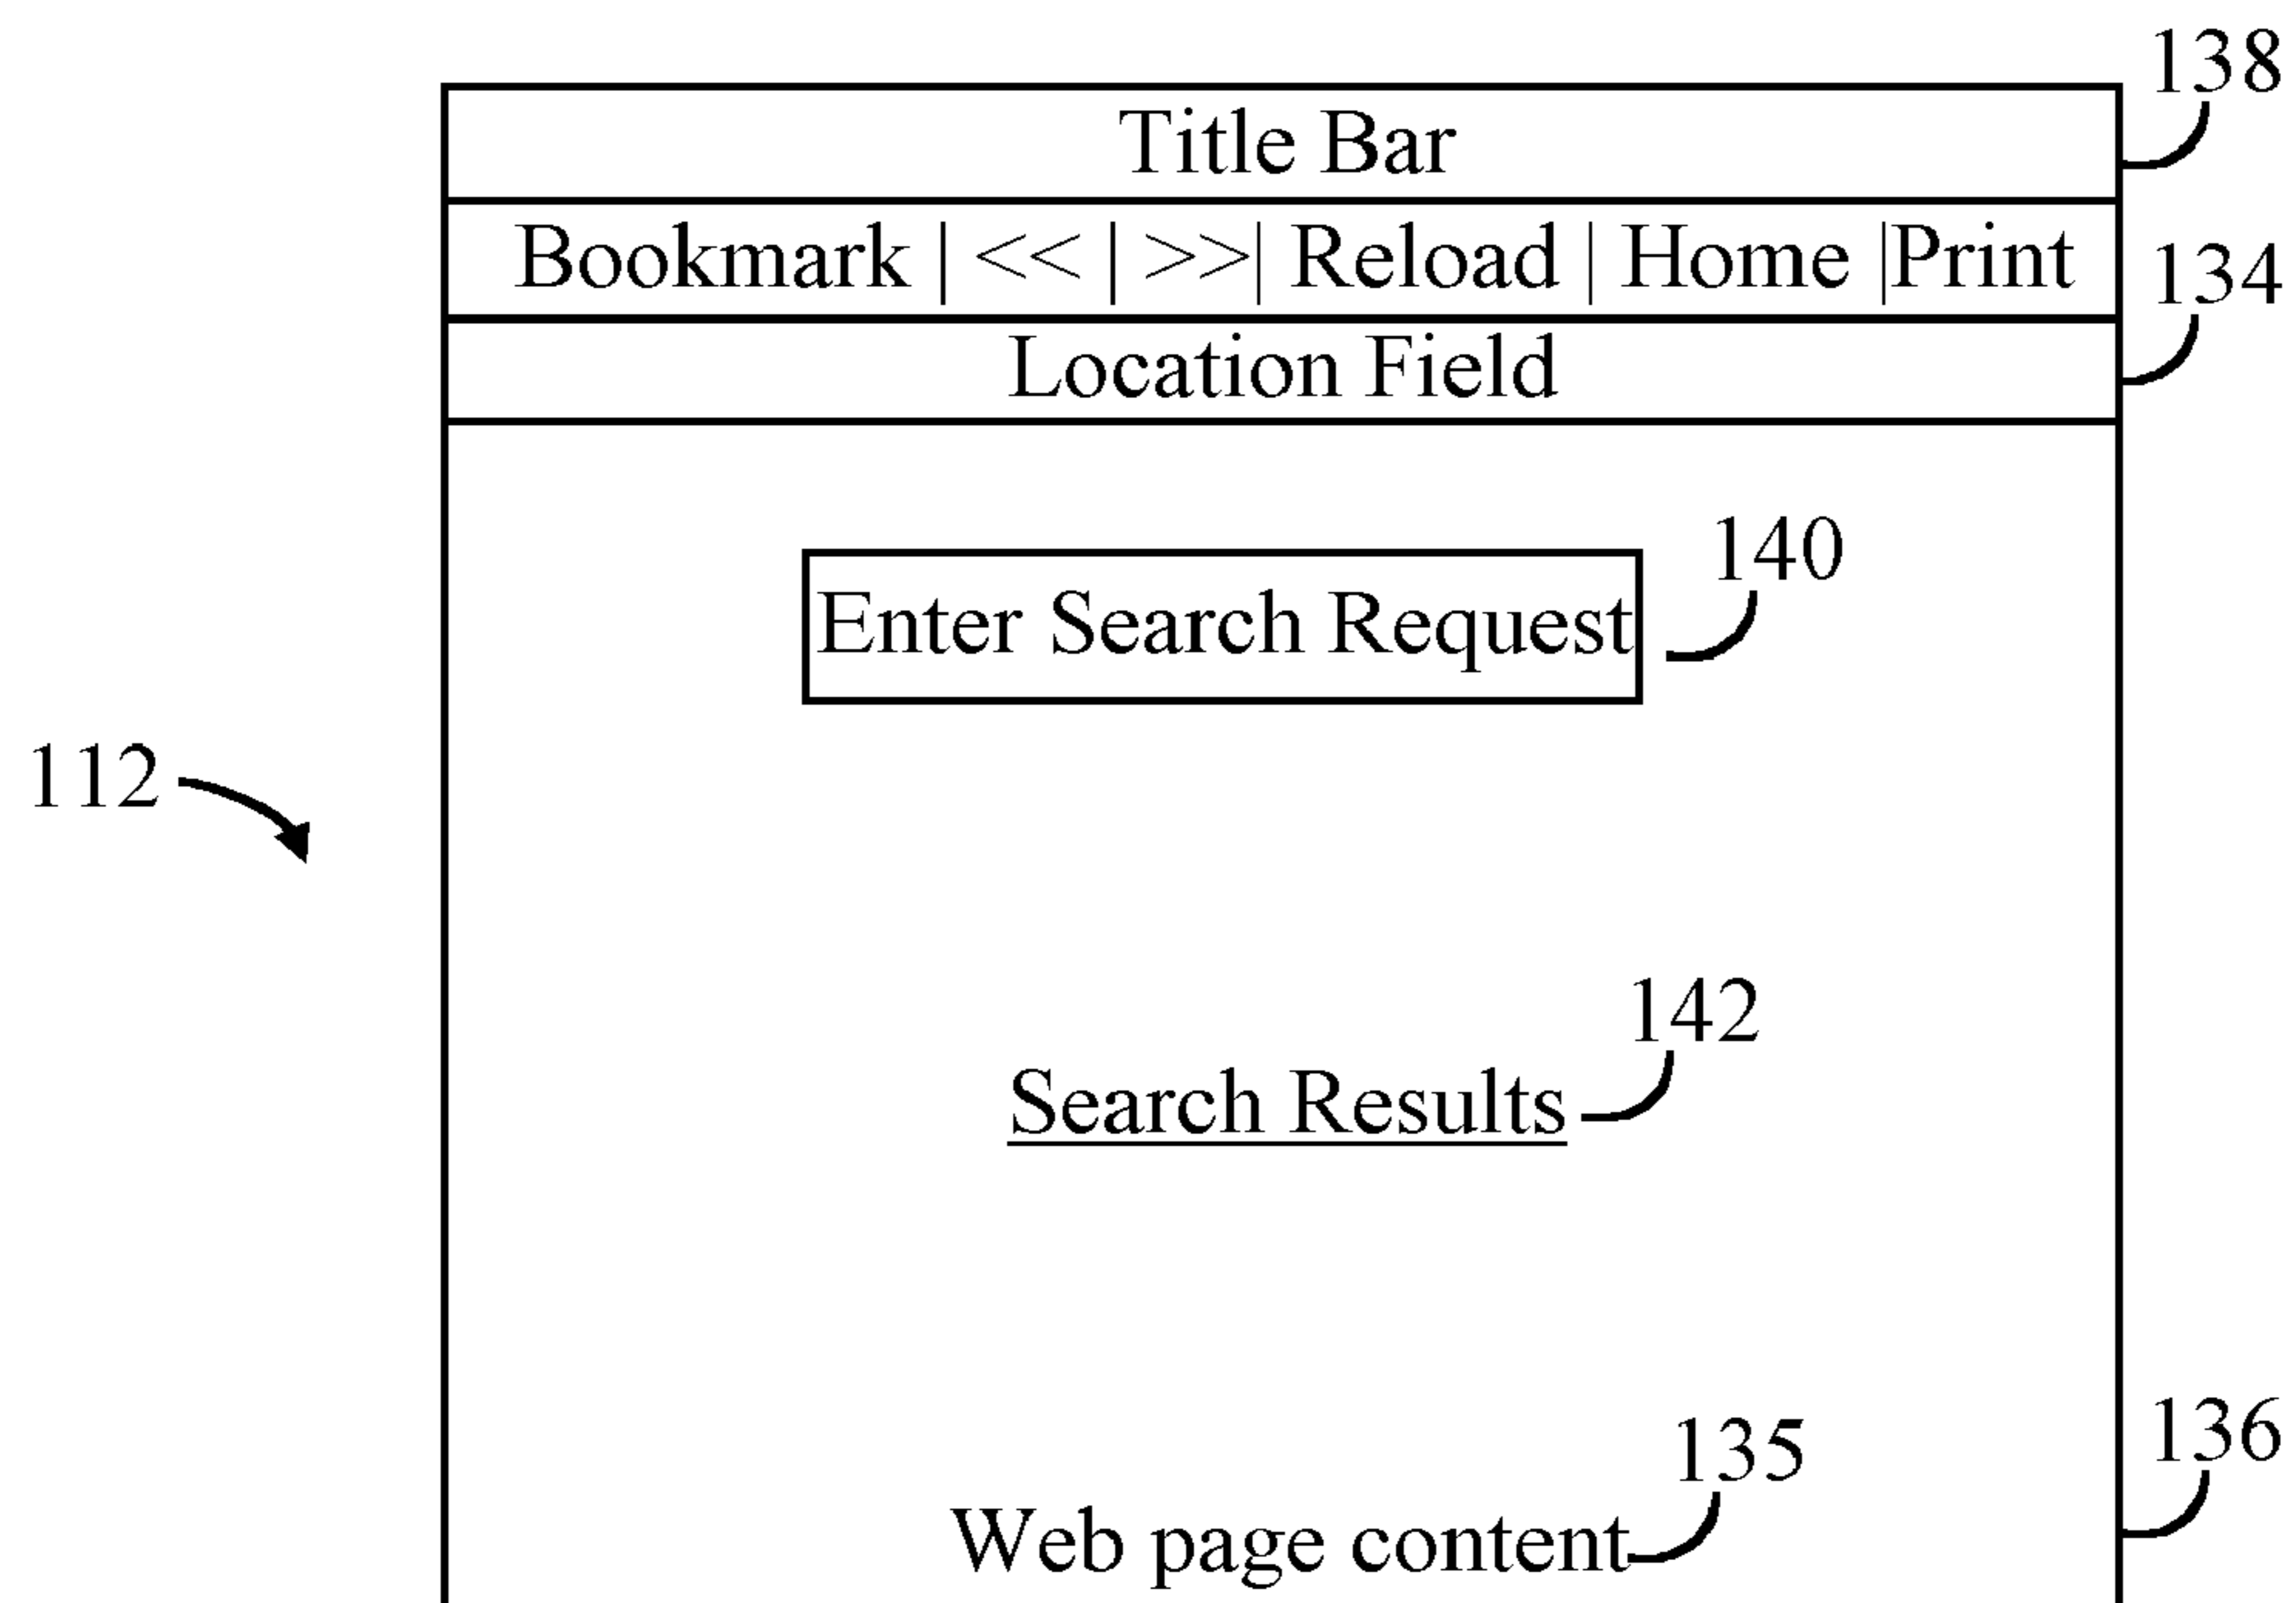 138
Title Bar
Bookmark | << | >>| Reload | Home |Print
134
Location Field
140
Enter Search Request
112
142
Search Results
136
135
Web page content